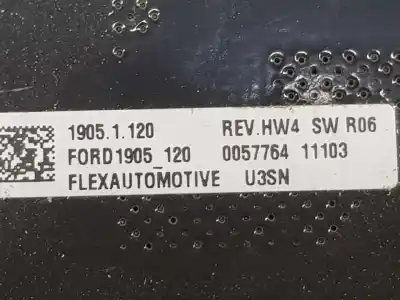 1905.1.120 REV.HW4 SW R06
FORD1905_120 0057764 11103
FLEXAUTOMOTIVE U3SN